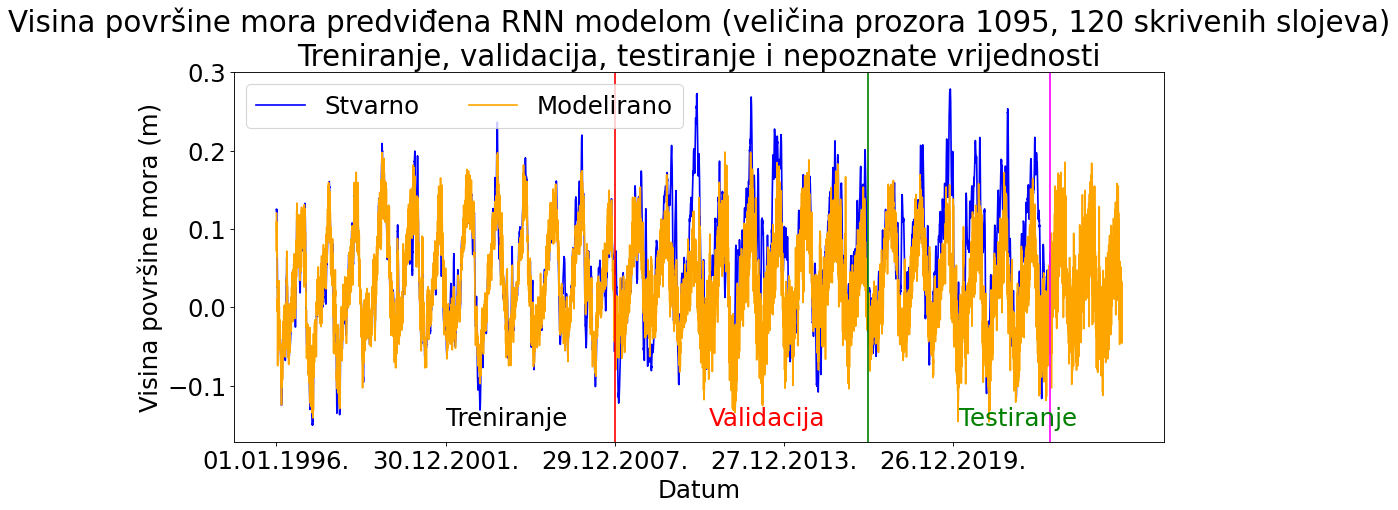 Visina površine mora predviđena RNN modelom (veličina prozora 1095, 120 skrivenih slojeva)
Treniranje, validacija, testiranje i nepoznate vrijednosti
Stvarno
Modelirano
Visina površine mora (m)
0.3
0.2
0.1
0.0
−0.1
Treniranje
Validacija
Testiranje
01.01.1996.
30.12.2001.
29.12.2007.
27.12.2013.
26.12.2019.
Datum